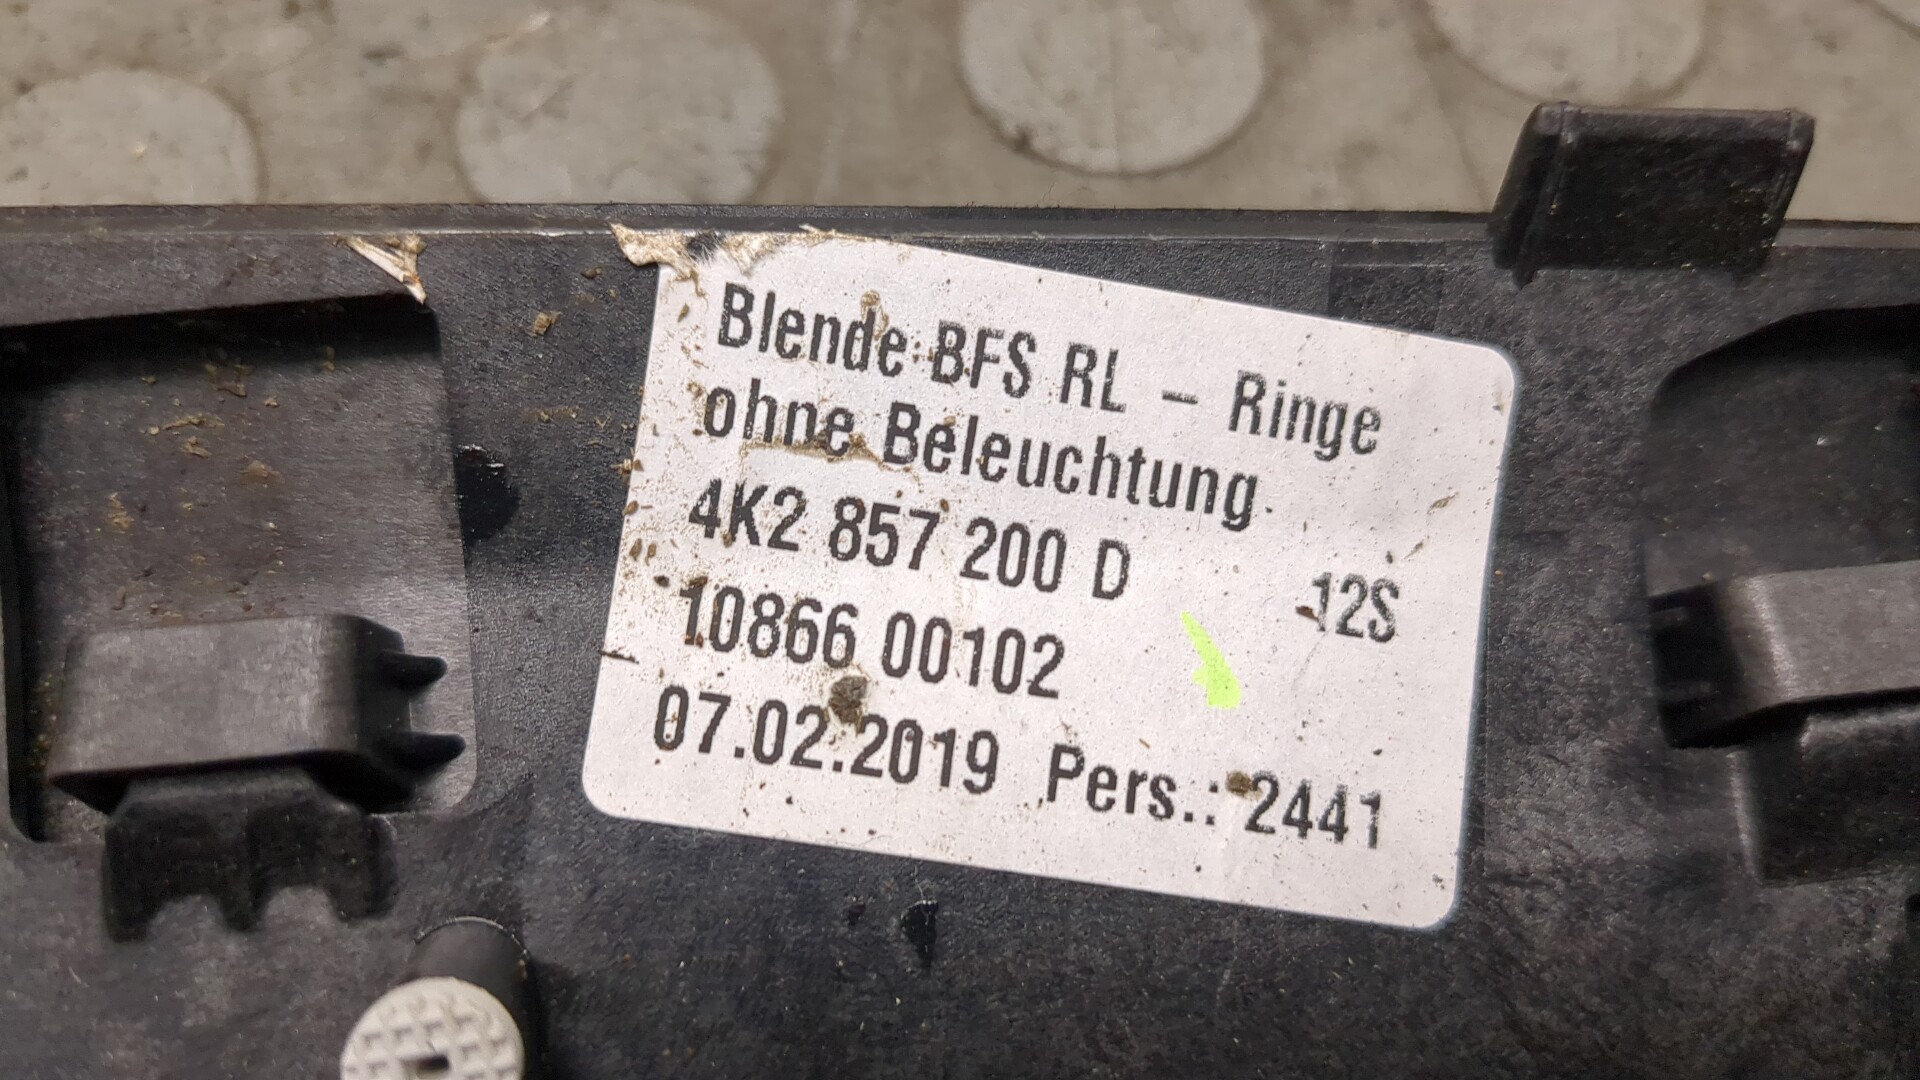 Blende BFS RL – Ringe
ohne Beleuchtung
4K2 857 200 D
12S
10866 00102
07.02.2019 Pers.: 2441